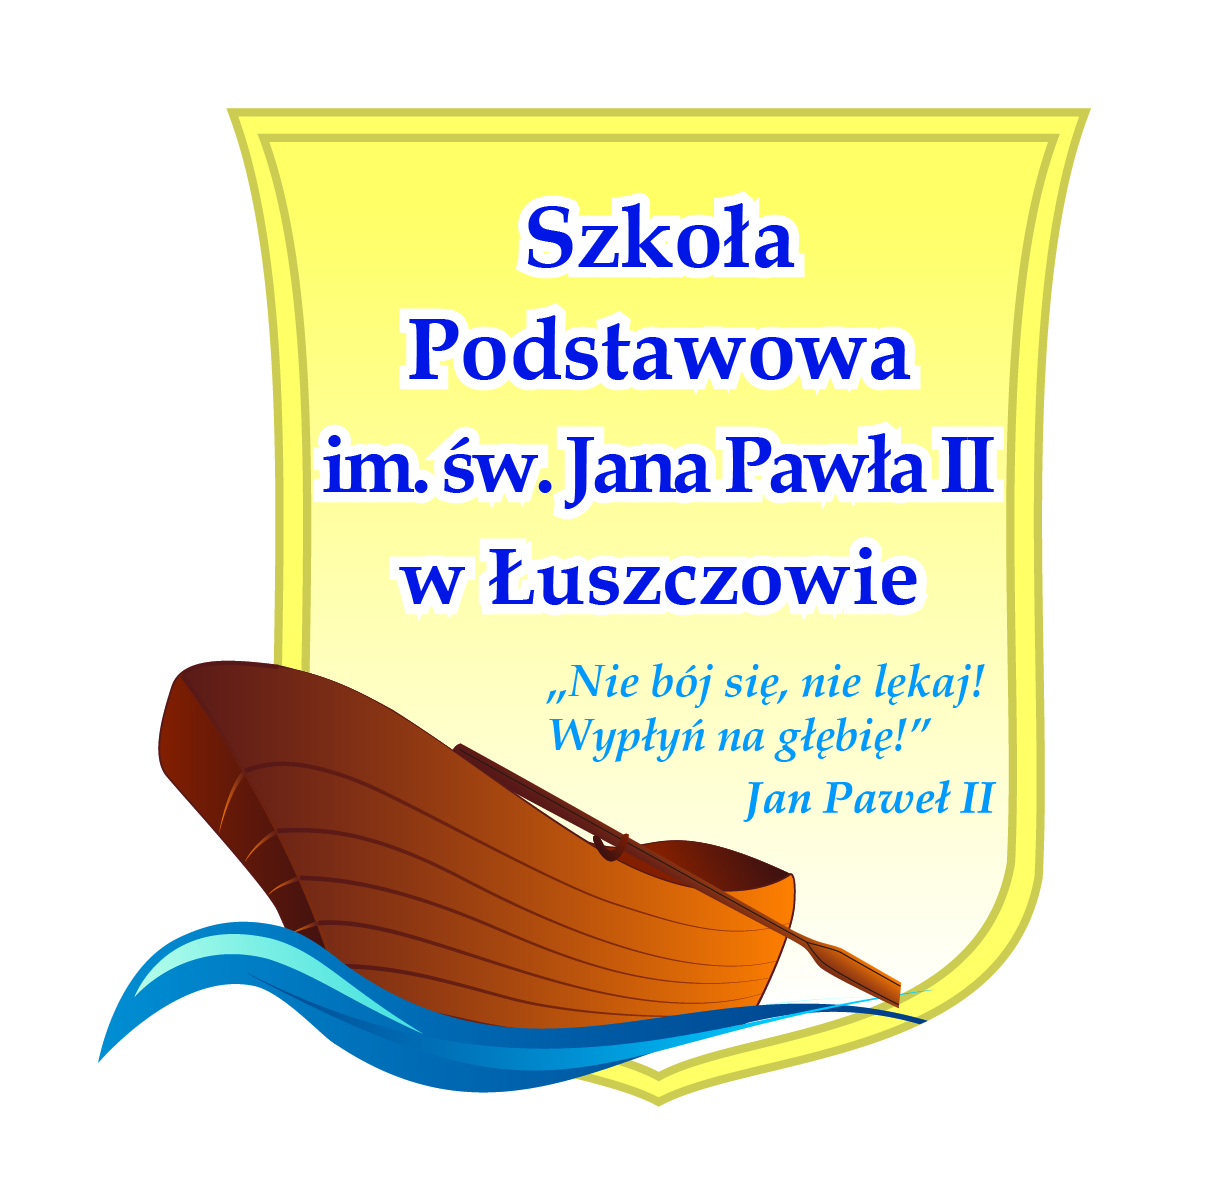 Szkoła
Podstawowa
im. św. Jana Pawła II
w Łuszczowie
„Nie bój się, nie lękaj!
Wypłyń na głębię!”
Jan Paweł II